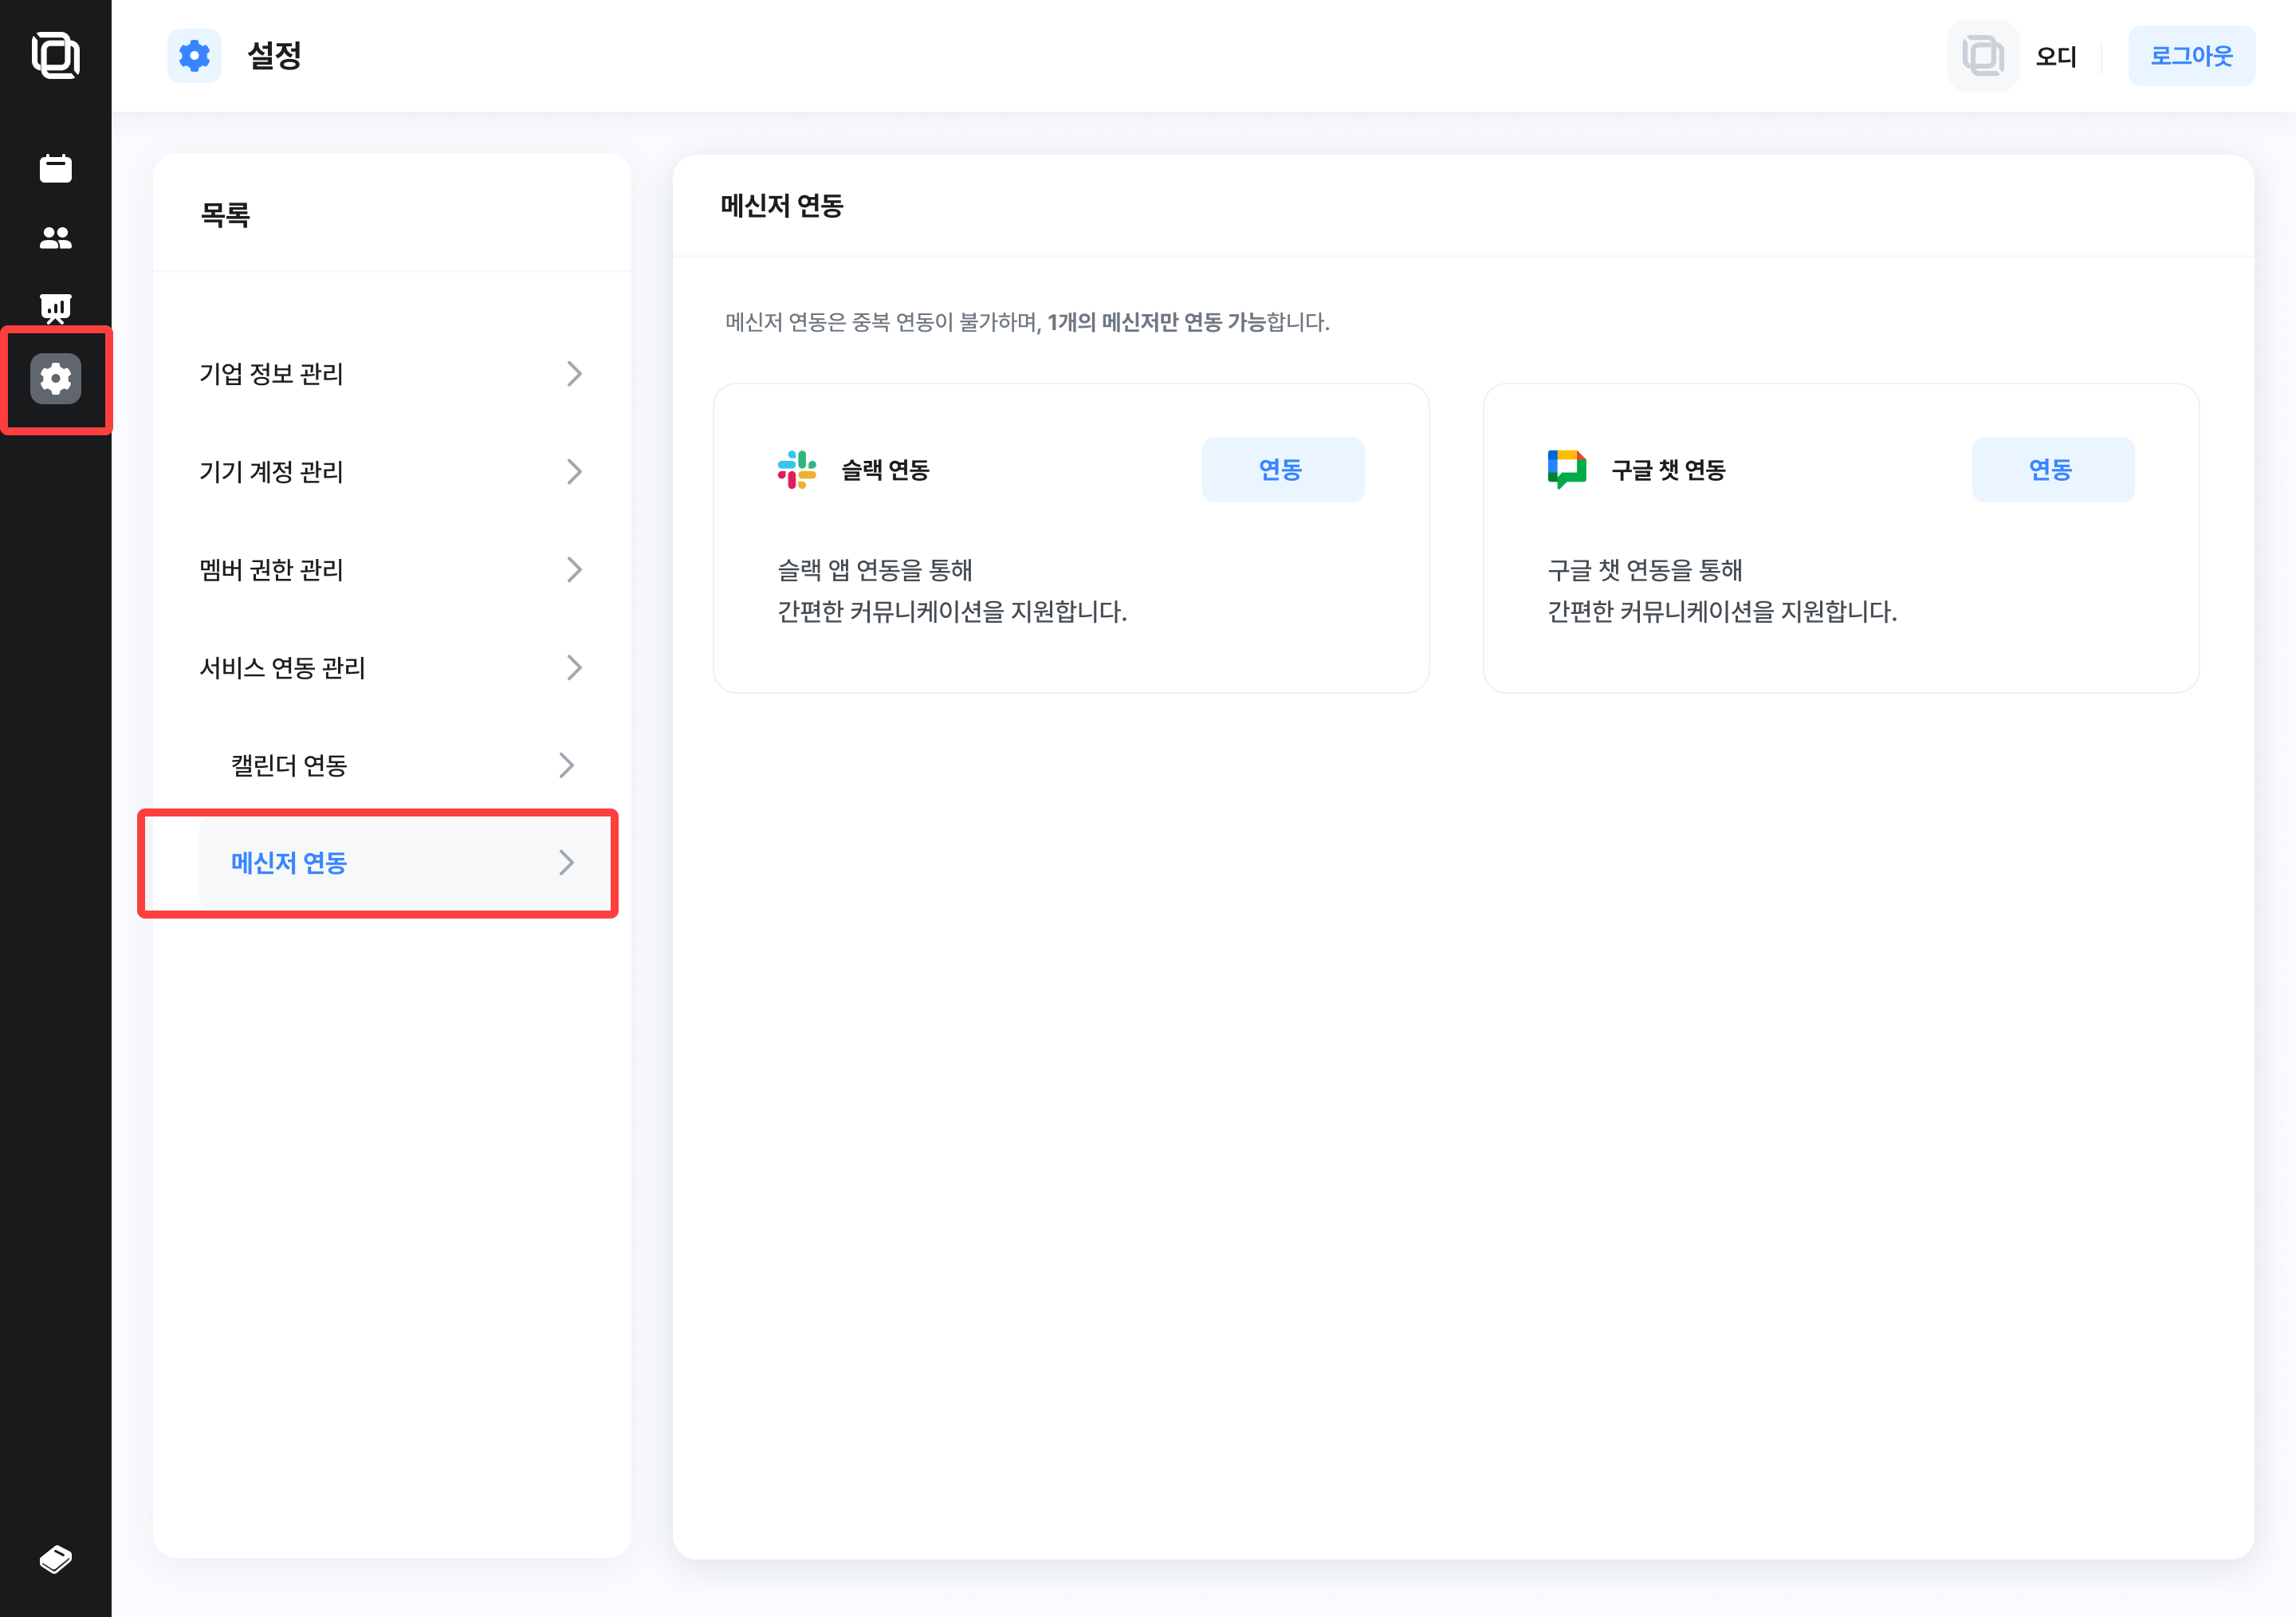 설정
오디
로그아웃
목록
기업 정보 관리
기기 계정 관리
멤버 권한 관리
서비스 연동 관리
캘린더 연동
메신저 연동
메신저 연동
메신저 연동은 중복 연동이 불가하며, 1개의 메신저만 연동 가능합니다.
슬랙 연동
연동
슬랙 앱 연동을 통해
간편한 커뮤니케이션을 지원합니다.
구글 챗 연동
연동
구글 챗 연동을 통해
간편한 커뮤니케이션을 지원합니다.